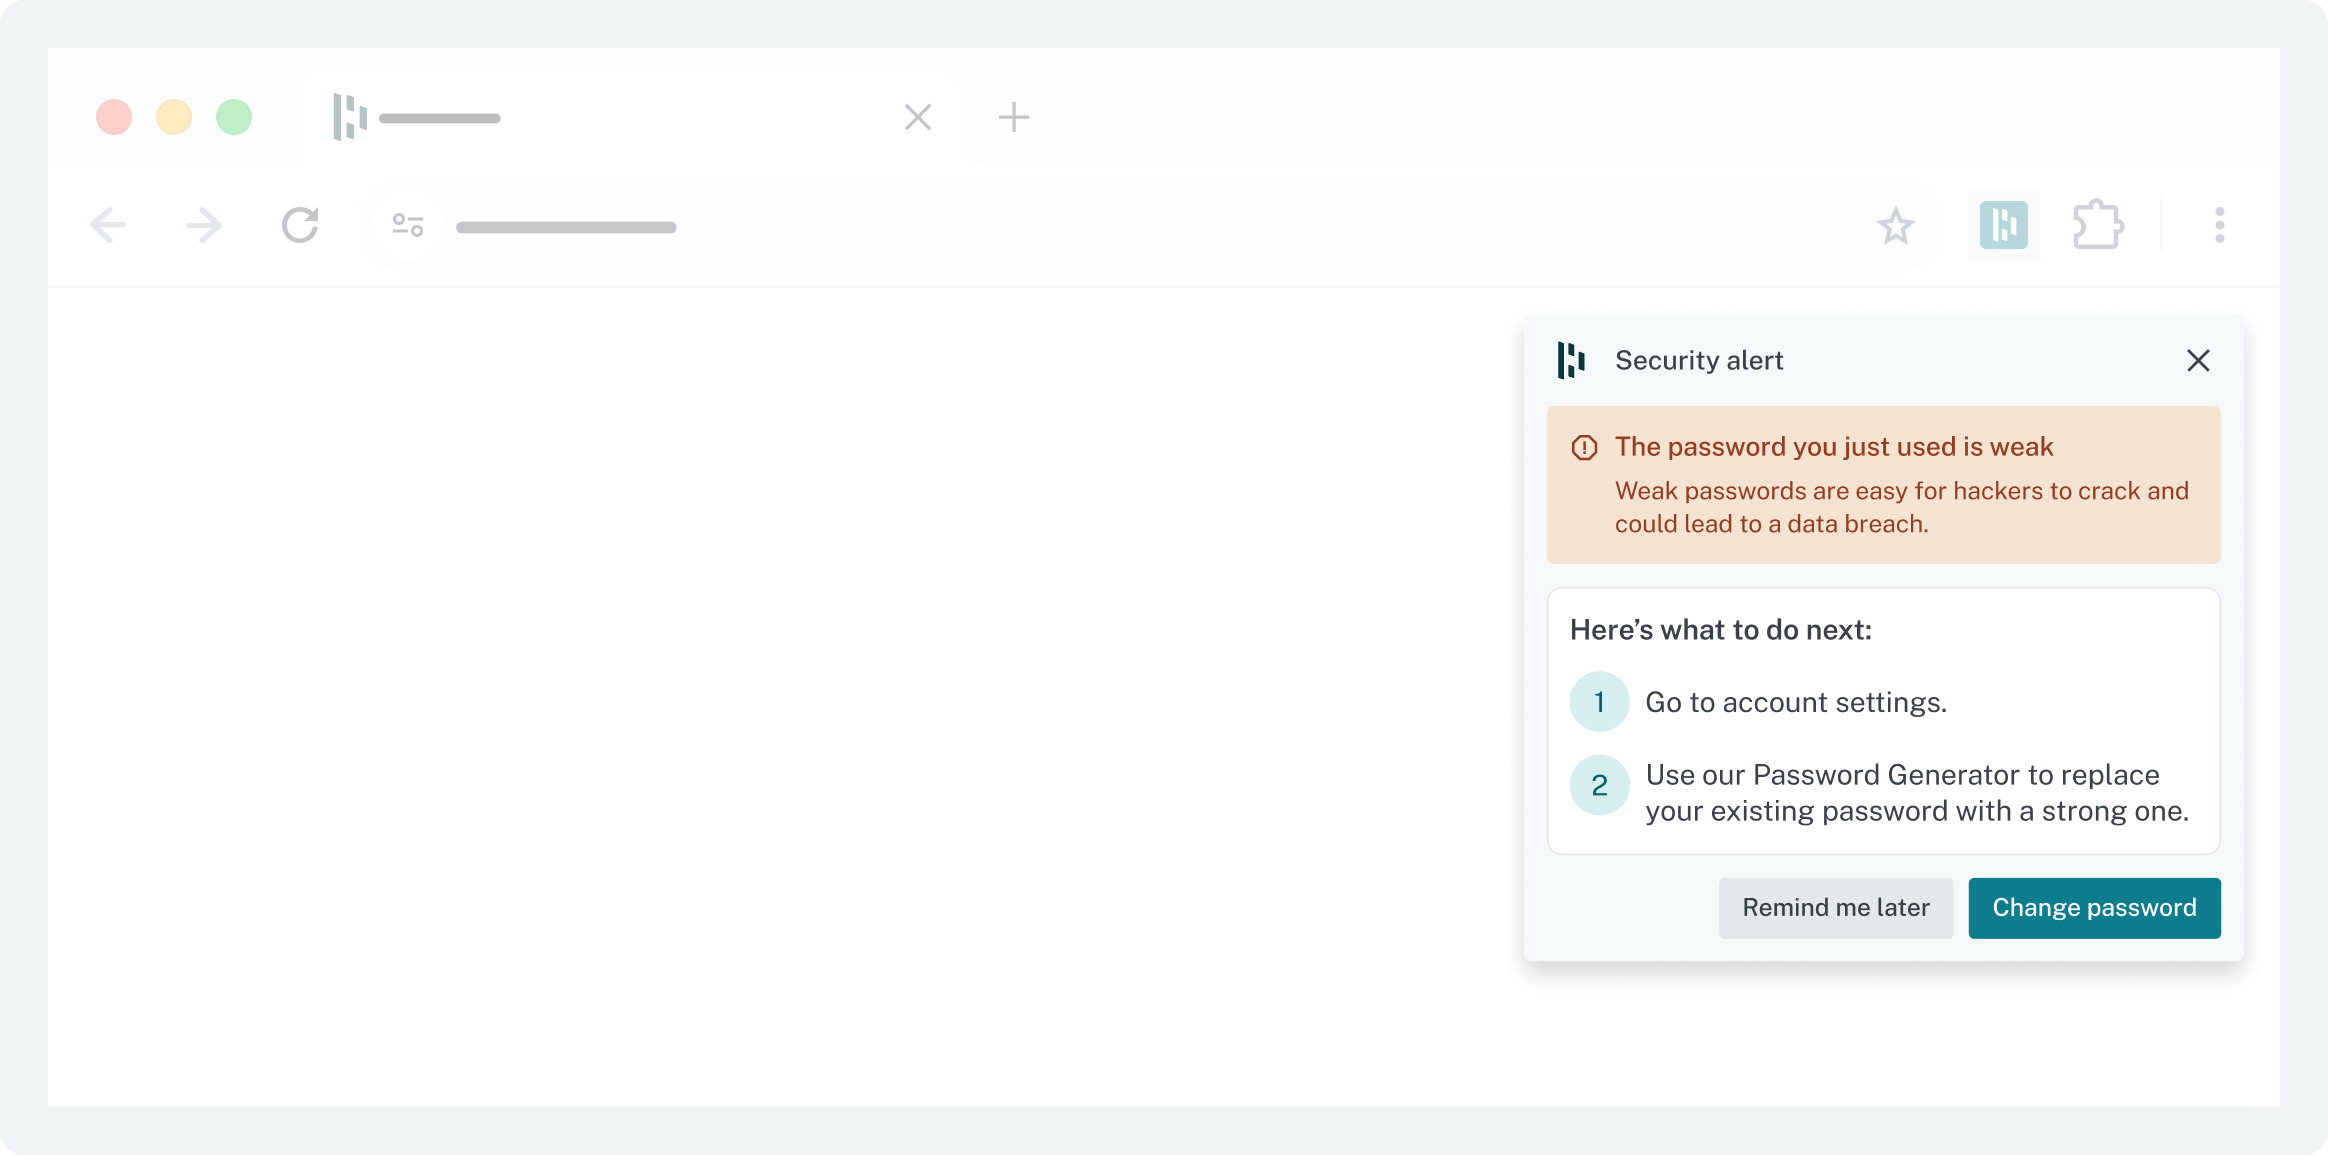 Security alert
The password you just used is weak
Weak passwords are easy for hackers to crack and
could lead to a data breach.
Here’s what to do next:
1 Go to account settings.
2 Use our Password Generator to replace
your existing password with a strong one.
Remind me later Change password